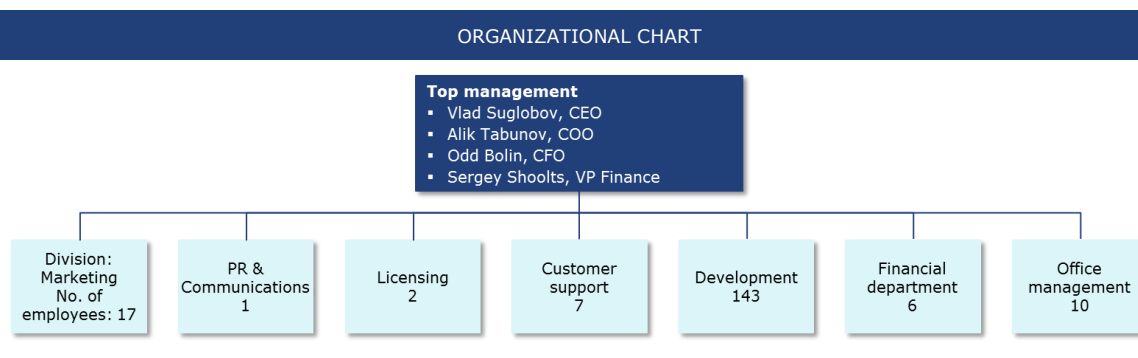 ORGANIZATIONAL CHART
Top management
▪ Vlad Suglobov, CEO
▪ Alik Tabunov, COO
▪ Odd Bolin, CFO
▪ Sergey Shoolts, VP Finance
Division:
Marketing
No. of
employees: 17
PR &
Communications
1
Licensing
2
Customer
support
7
Development
143
Financial
department
6
Office
management
10